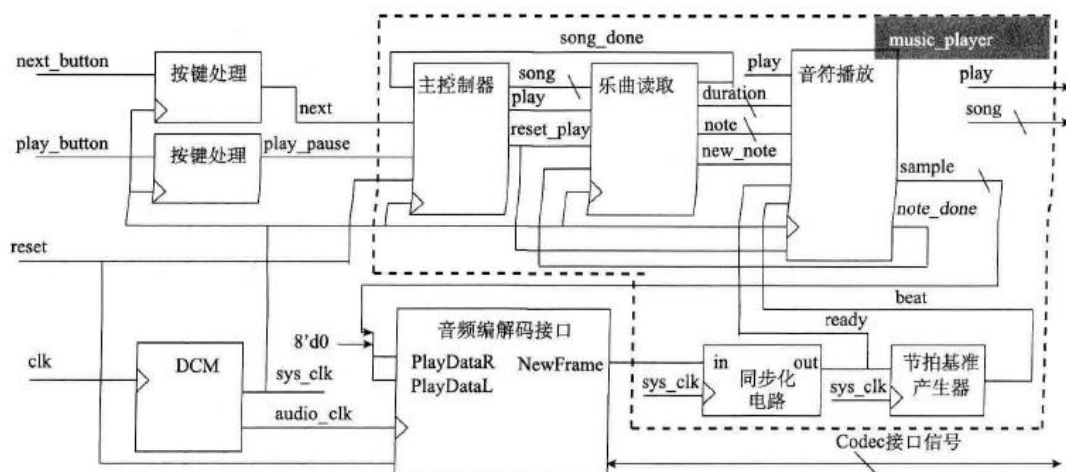 music_player
song_done
next_button
按键处理
next
主控制器
song
play
reset_play
乐曲读取
duration
note
new_note
play
音符播放
play
song
play_button
按键处理
play_pause
sample
note_done
reset
beat
ready
8'd0
音频编解码接口
PlayDataR
PlayDataL
NewFrame
clk
DCM
sys_clk
audio_clk
in
out
sys_clk
同步化
电路
sys_clk
节拍基准
产生器
Codec接口信号